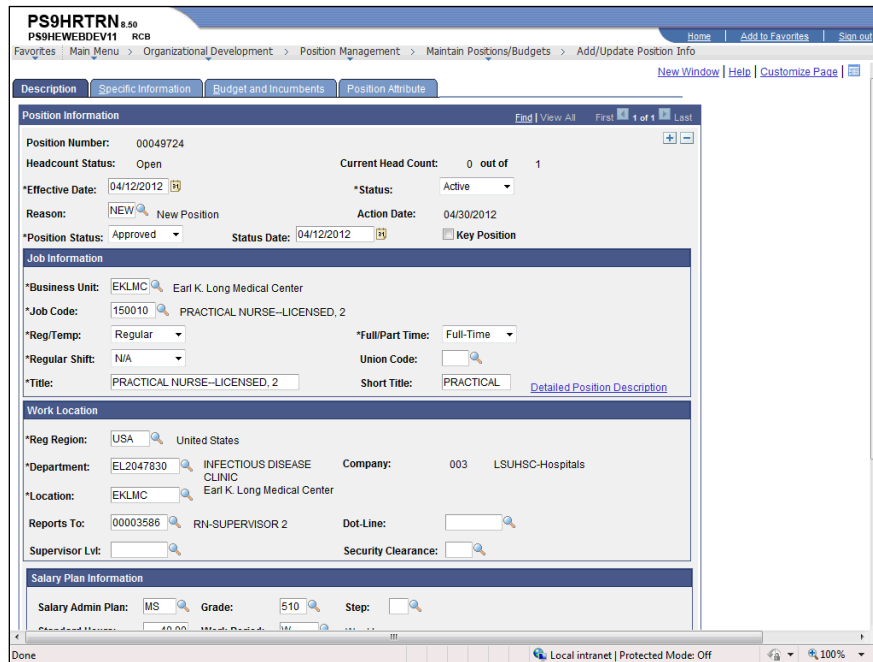 PS9HRTRN 8.50
PS9HEWEBDEV11 RCB
Home | Add to Favorites | Sign out
Favorites | Main Menu > Organizational Development > Position Management > Maintain Positions/Budgets > Add/Update Position Info
New Window | Help | Customize Page |
Description Specific Information Budget and Incumbents Position Attribute
Position Information Find | View All First 1 of 1 Last
Position Number: 00049724
Headcount Status: Open Current Head Count: 0 out of 1
*Effective Date: 04/12/2012 *Status: Active
Reason: NEW New Position Action Date: 04/30/2012
*Position Status: Approved Status Date: 04/12/2012 Key Position
Job Information
*Business Unit: EKLMC Earl K. Long Medical Center
*Job Code: 150010 PRACTICAL NURSE--LICENSED, 2
*Reg/Temp: Regular *Full/Part Time: Full-Time
*Regular Shift: N/A Union Code:
*Title: PRACTICAL NURSE--LICENSED, 2 Short Title: PRACTICAL Detailed Position Description
Work Location
*Reg Region: USA United States
*Department: EL2047830 INFECTIOUS DISEASE CLINIC Company: 003 LSUHSC-Hospitals
*Location: EKLMC Earl K. Long Medical Center
Reports To: 00003586 RN-SUPERVISOR 2 Dot-Line:
Supervisor Lvl: Security Clearance:
Salary Plan Information
Salary Admin Plan: MS Grade: 510 Step:
Standard Hours: 40.00 Work Period: W
Done Local intranet | Protected Mode: Off 100%